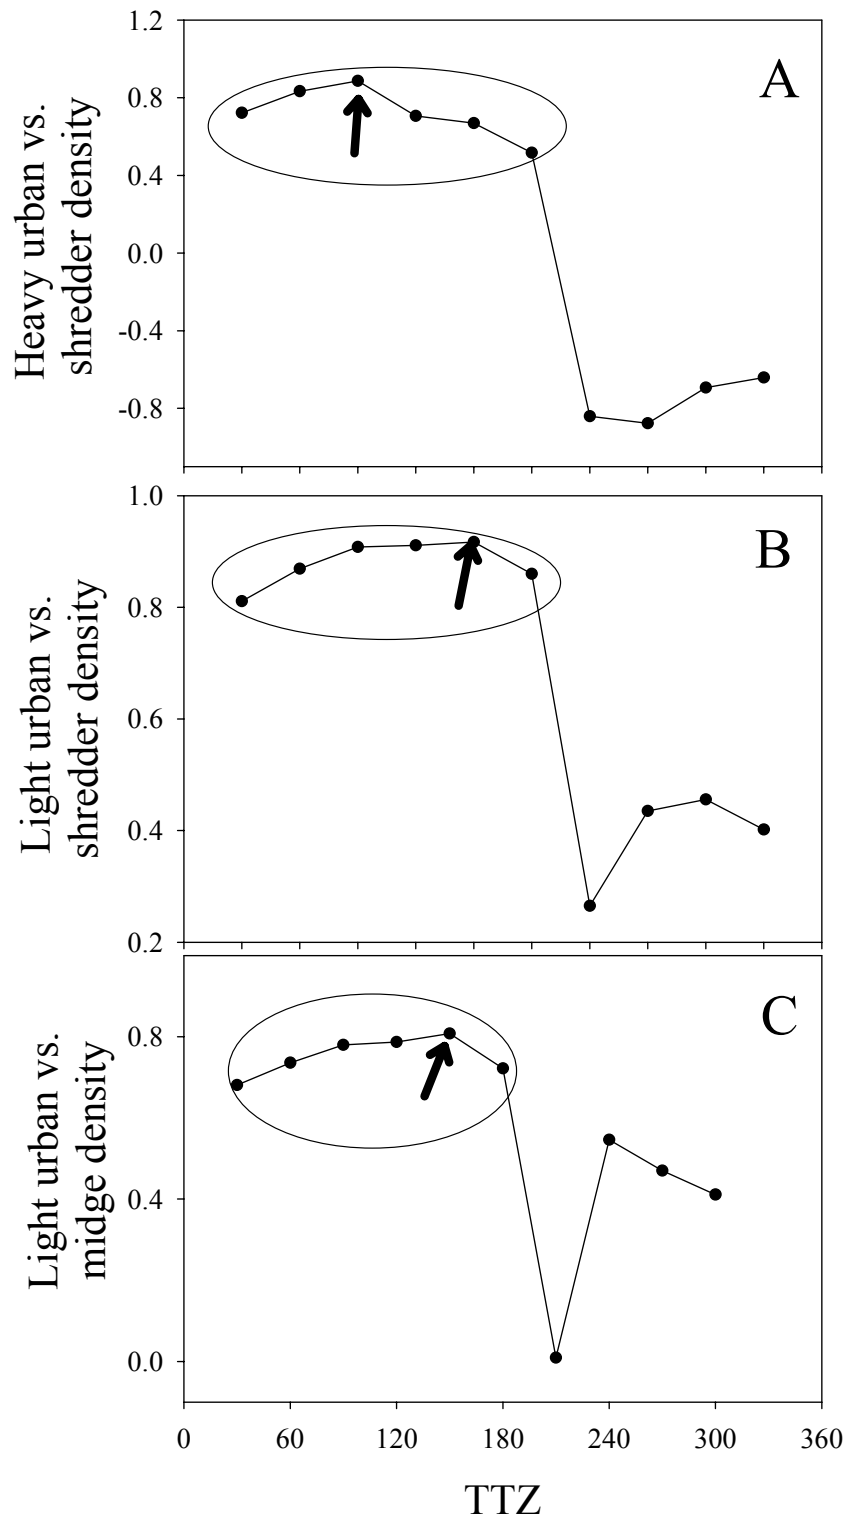 1.2
0.8
0.4
0.0
-0.4
-0.8
Heavy urban vs.
shredder density
A
1.0
0.8
0.6
0.4
0.2
Light urban vs.
shredder density
B
0.8
0.4
0.0
Light urban vs.
midge density
C
0 60 120 180 240 300 360
TTZ